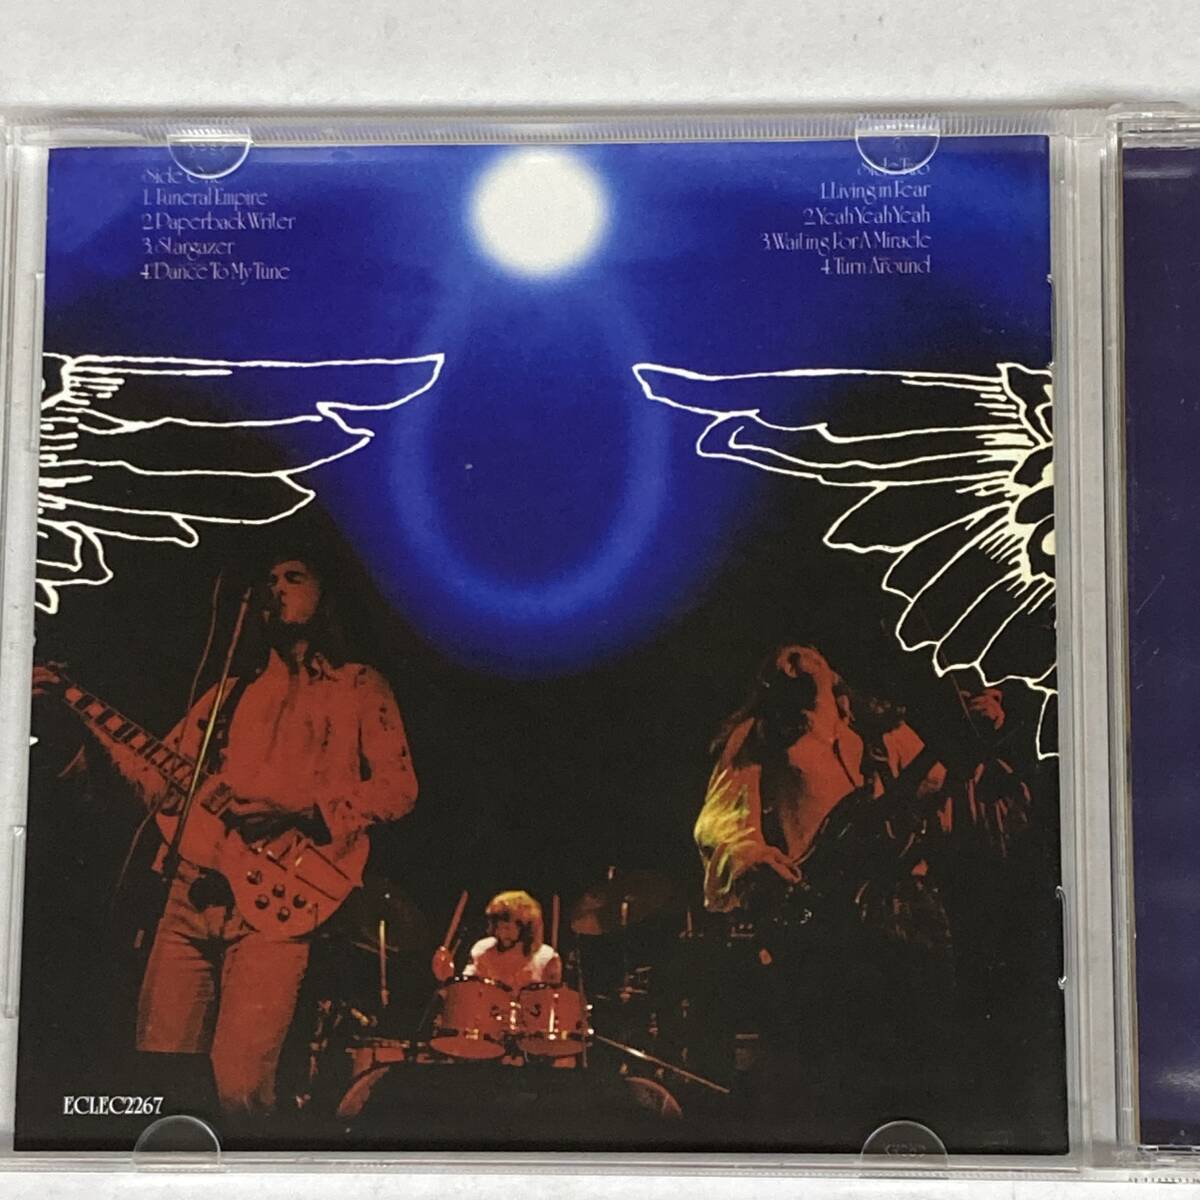 Side One
1. Funeral Empire
2. Paperback Writer
3. Stargazer
4. Dance To My Tune
Side Two
1. Living in Fear
2. Yeah Yeah Yeah
3. Waiting For A Miracle
4. Turn Around
ECLEC2267